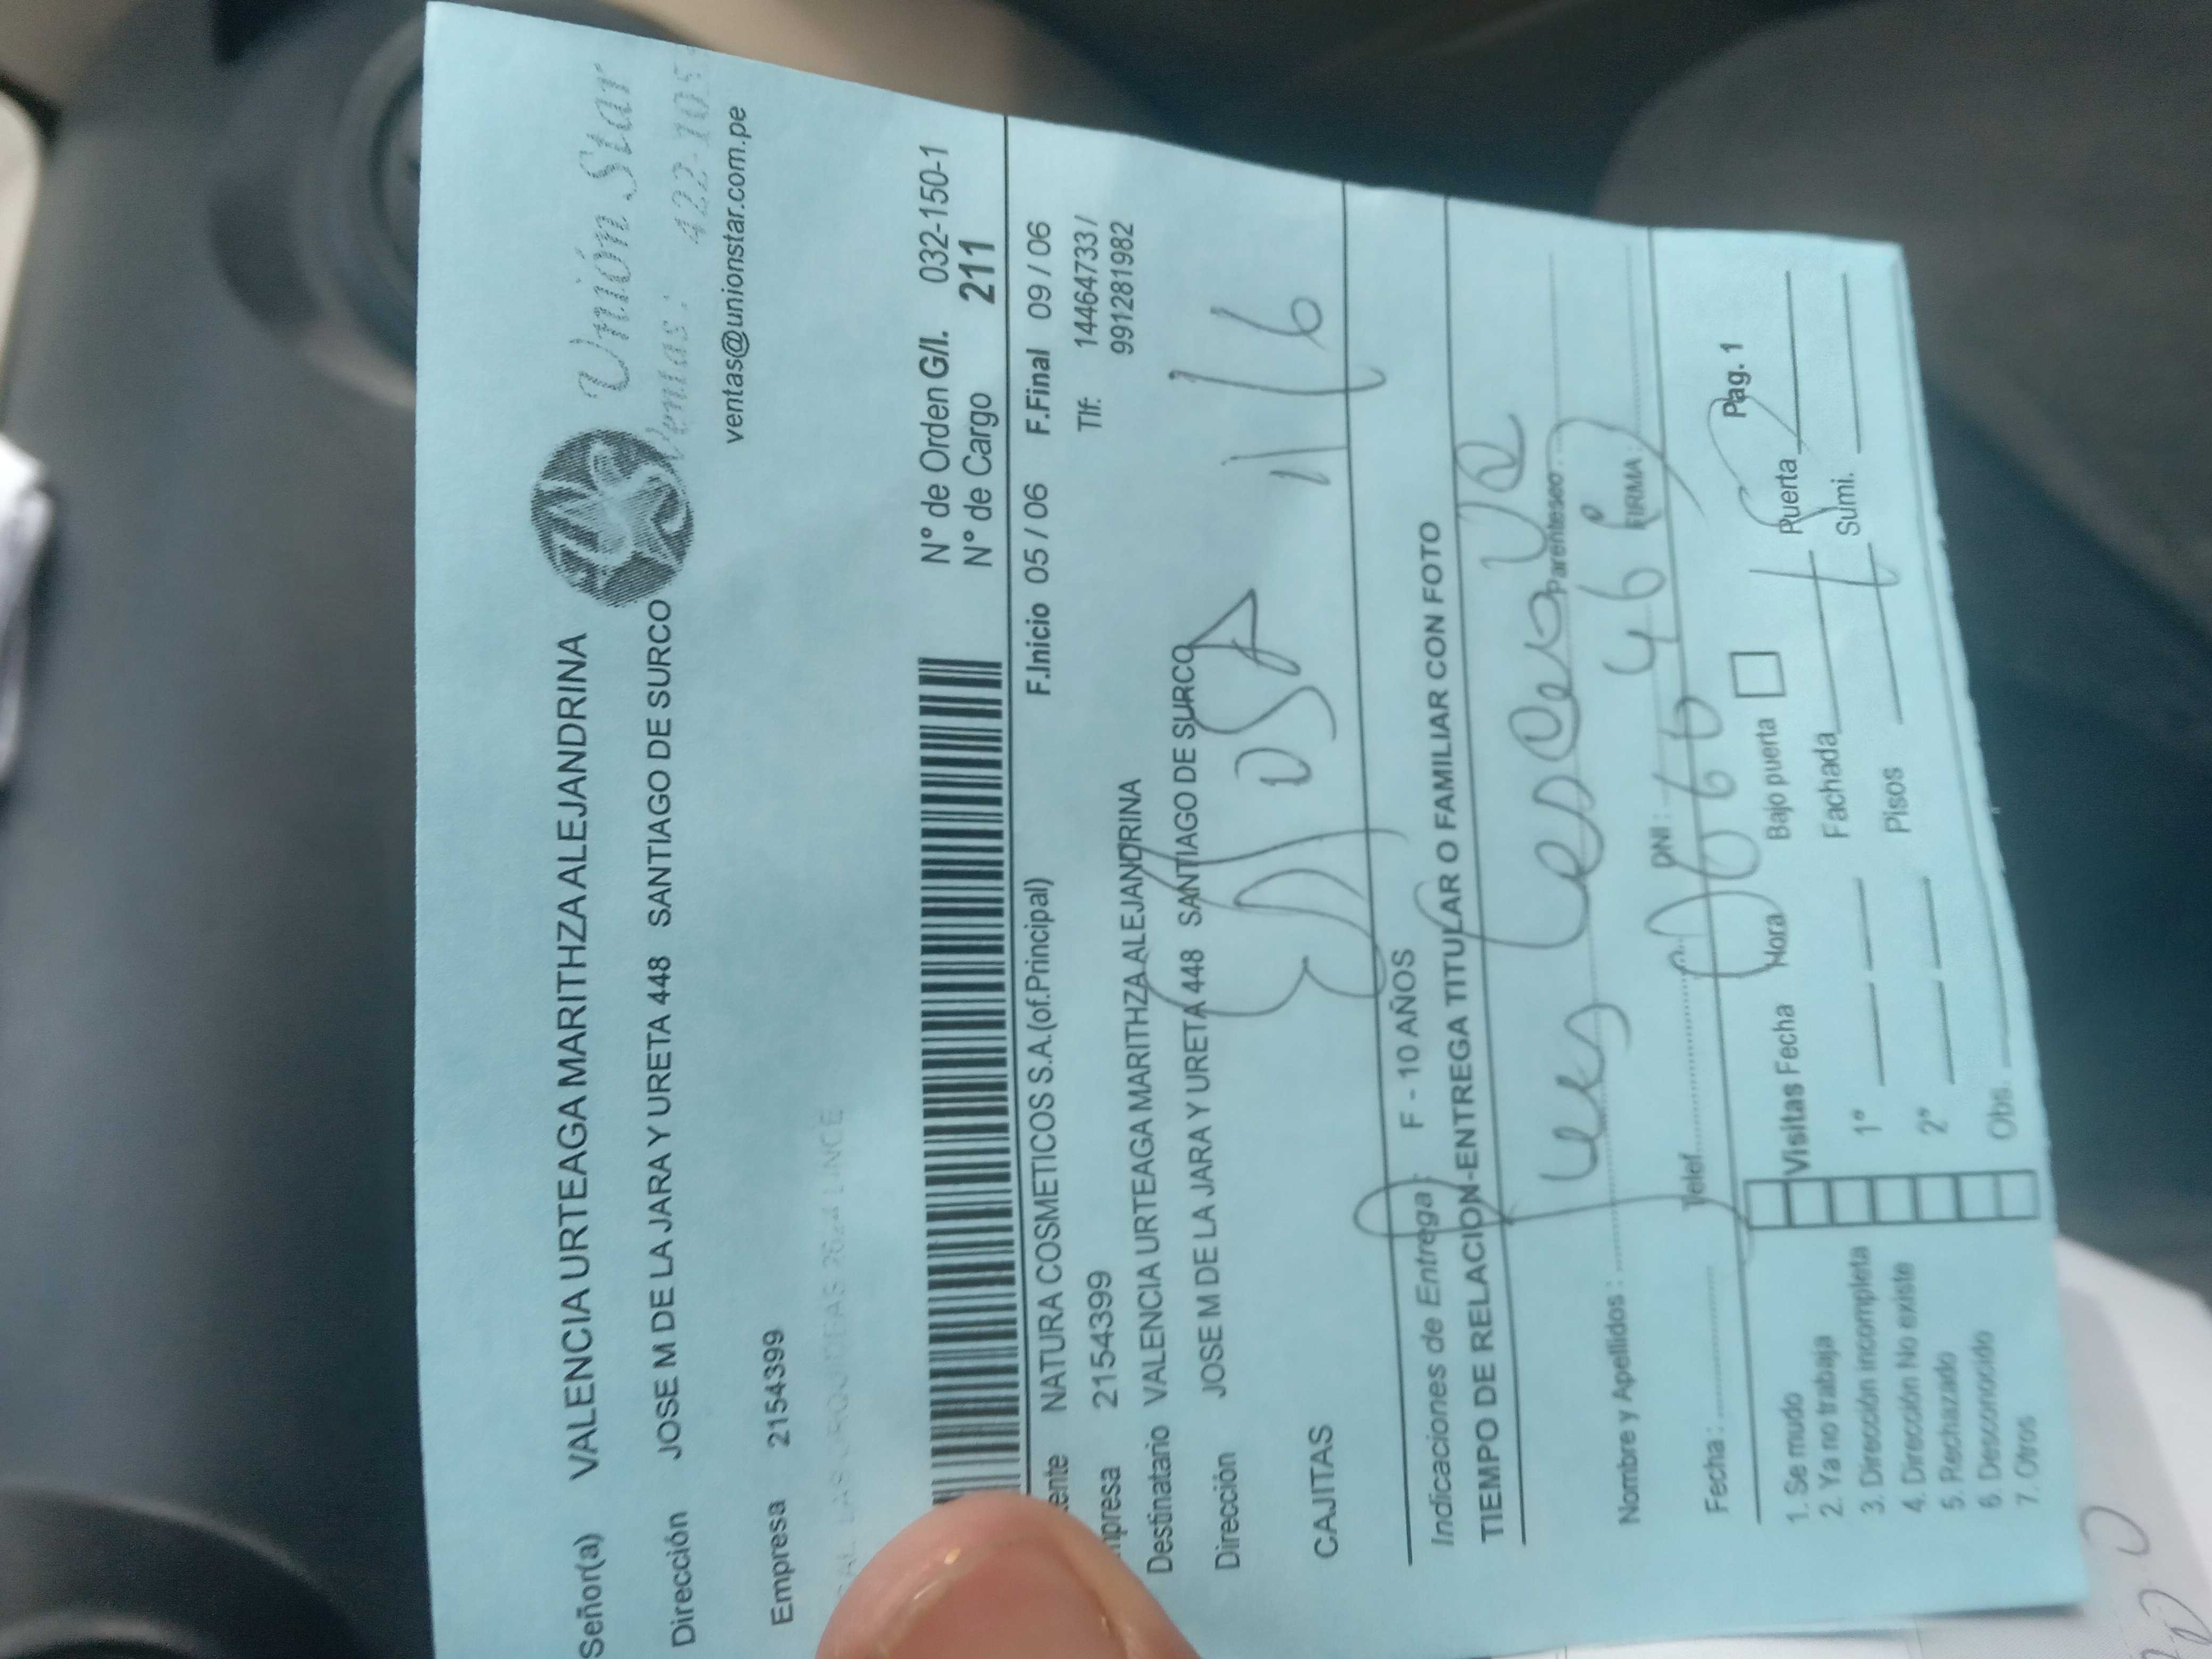 Señor(a) VALENCIA URTEAGA MARITHZA ALEJANDRINA
Dirección JOSE M DE LA JARA Y URETA 448 SANTIAGO DE SURCO
Unión Star
Ventas: 422-105
ventas@unionstar.com.pe
Empresa 2154399
N° de Orden G/l. 032-150-1
N° de Cargo 211
ente NATURA COSMETICOS S.A.(of.Principal) F.Inicio 05 / 06 F.Final 09 / 06
mpresa 2154399 Tlf: 14464733 /
991281982
Destinatario VALENCIA URTEAGA MARITHZA ALEJANDRINA
Dirección JOSE M DE LA JARA Y URETA 448 SANTIAGO DE SURCO
CAJITAS
Indicaciones de Entrega : F - 10 AÑOS
TIEMPO DE RELACION-ENTREGA TITULAR O FAMILIAR CON FOTO
Parentesco
Nombre y Apellidos : DNI : FIRMA
Fecha : Telef.
Pag. 1
1. Se mudo
2. Ya no trabaja
3. Dirección incompleta
4. Dirección No existe
5. Rechazado
6. Desconocido
7. Otros
Visitas Fecha Hora Bajo puerta Puerta
1° Fachada Sumi.
2° Pisos
Obs.